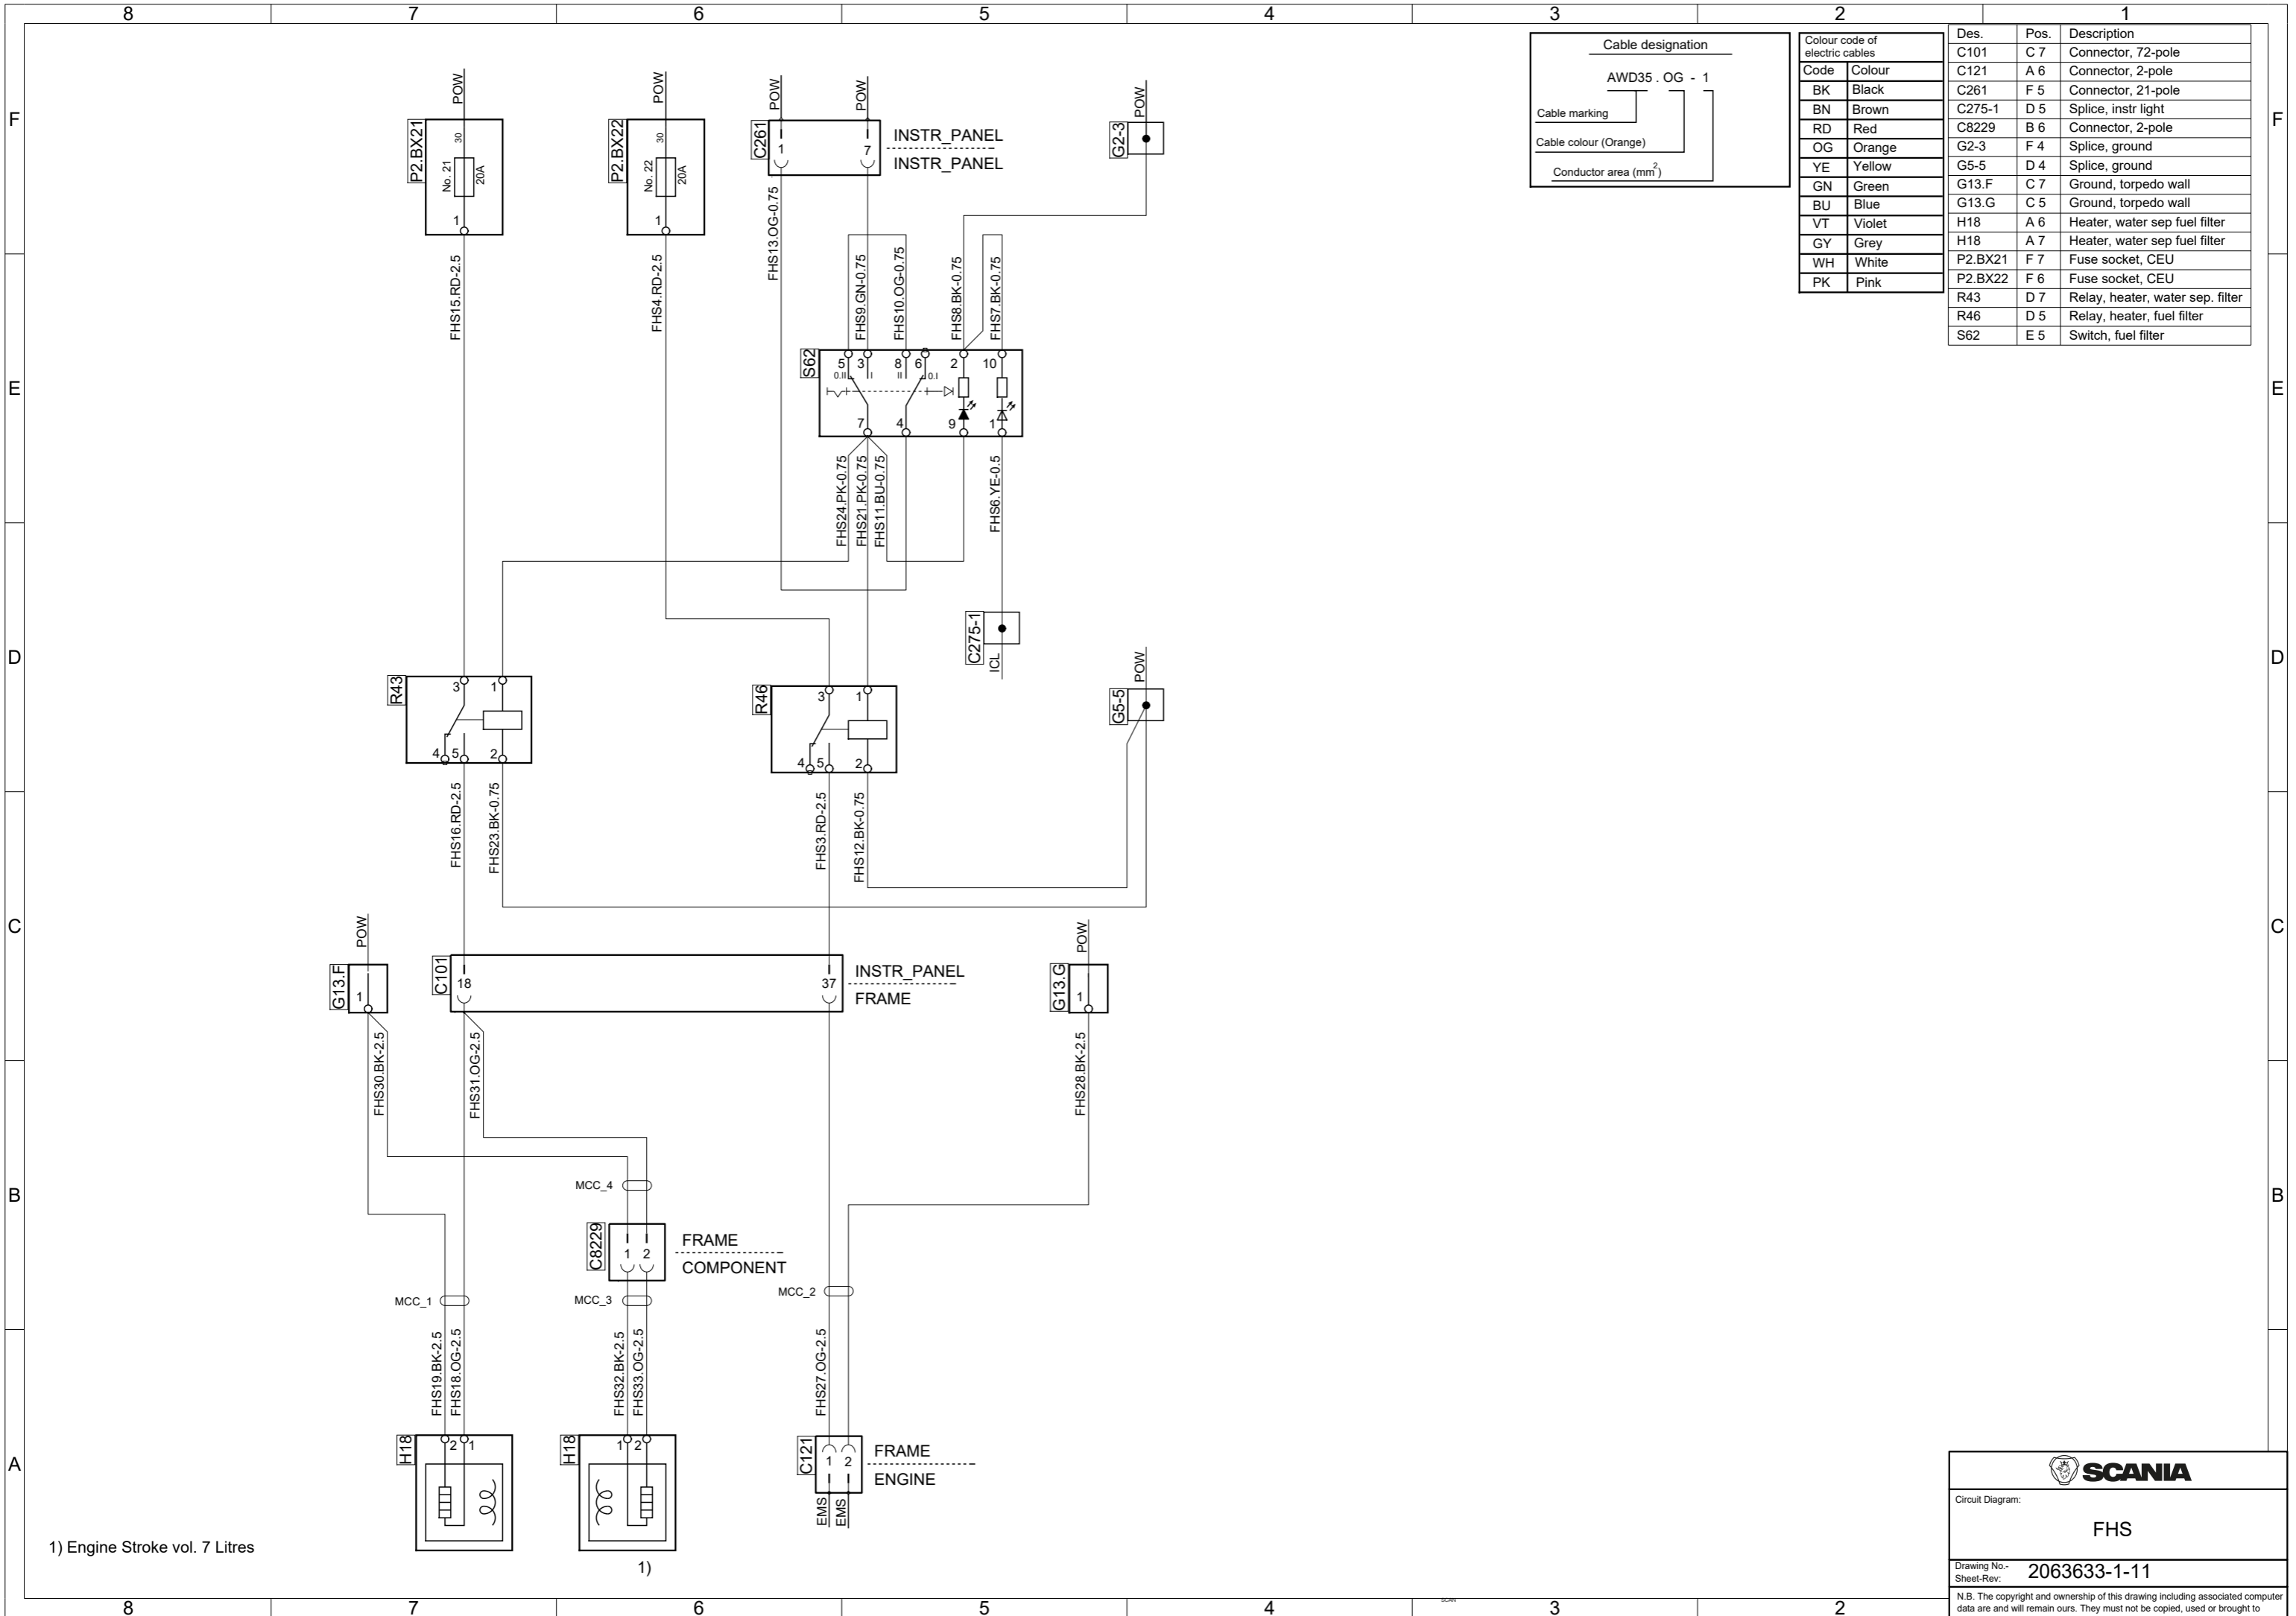 8 7 6 5 4 3 2 1
F
E
D
C
B
A
F
E
D
C
B
A
Cable designation
AWD35 . OG - 1
Cable marking
Cable colour (Orange)
Conductor area (mm2)
Colour code of
electric cables
Code Colour
BK Black
BN Brown
RD Red
OG Orange
YE Yellow
GN Green
BU Blue
VT Violet
GY Grey
WH White
PK Pink
Des. Pos. Description
C101 C 7 Connector, 72-pole
C121 A 6 Connector, 2-pole
C261 F 5 Connector, 21-pole
C275-1 D 5 Splice, instr light
C8229 B 6 Connector, 2-pole
G2-3 F 4 Splice, ground
G5-5 D 4 Splice, ground
G13.F C 7 Ground, torpedo wall
G13.G C 5 Ground, torpedo wall
H18 A 6 Heater, water sep fuel filter
H18 A 7 Heater, water sep fuel filter
P2.BX21 F 7 Fuse socket, CEU
P2.BX22 F 6 Fuse socket, CEU
R43 D 7 Relay, heater, water sep. filter
R46 D 5 Relay, heater, fuel filter
S62 E 5 Switch, fuel filter
POW
P2.BX21
30
No. 21
20A
1
FHS15.RD-2.5
POW
P2.BX22
30
No. 22
20A
1
FHS4.RD-2.5
POW
POW
C261
1 7
INSTR_PANEL
INSTR_PANEL
FHS13.OG-0.75
POW
G2-3
FHS9.GN-0.75
FHS10.OG-0.75
FHS8.BK-0.75
FHS7.BK-0.75
S62
5 3 8 6 2 10
0.II I II 0.I
7 4 9 1
FHS24.PK-0.75
FHS21.PK-0.75
FHS11.BU-0.75
FHS6.YE-0.5
C275-1
ICL
R43
3 1
4 5 2
R46
3 1
4 5 2
POW
G5-5
FHS16.RD-2.5
FHS23.BK-0.75
FHS3.RD-2.5
FHS12.BK-0.75
POW
G13.F
1
C101
18 37
INSTR_PANEL
FRAME
POW
G13.G
1
FHS30.BK-2.5
FHS31.OG-2.5
FHS28.BK-2.5
MCC_4
C8229
1 2
FRAME
COMPONENT
MCC_1
MCC_3
MCC_2
FHS19.BK-2.5
FHS18.OG-2.5
FHS32.BK-2.5
FHS33.OG-2.5
FHS27.OG-2.5
H18
2 1
H18
1 2
C121
1 2
FRAME
ENGINE
EMS
EMS
1) Engine Stroke vol. 7 Litres
1)
SCANIA
Circuit Diagram:
FHS
Drawing No.-
Sheet-Rev:
2063633-1-11
N.B. The copyright and ownership of this drawing including associated computer
data are and will remain ours. They must not be copied, used or brought to
8 7 6 5 4 3 2